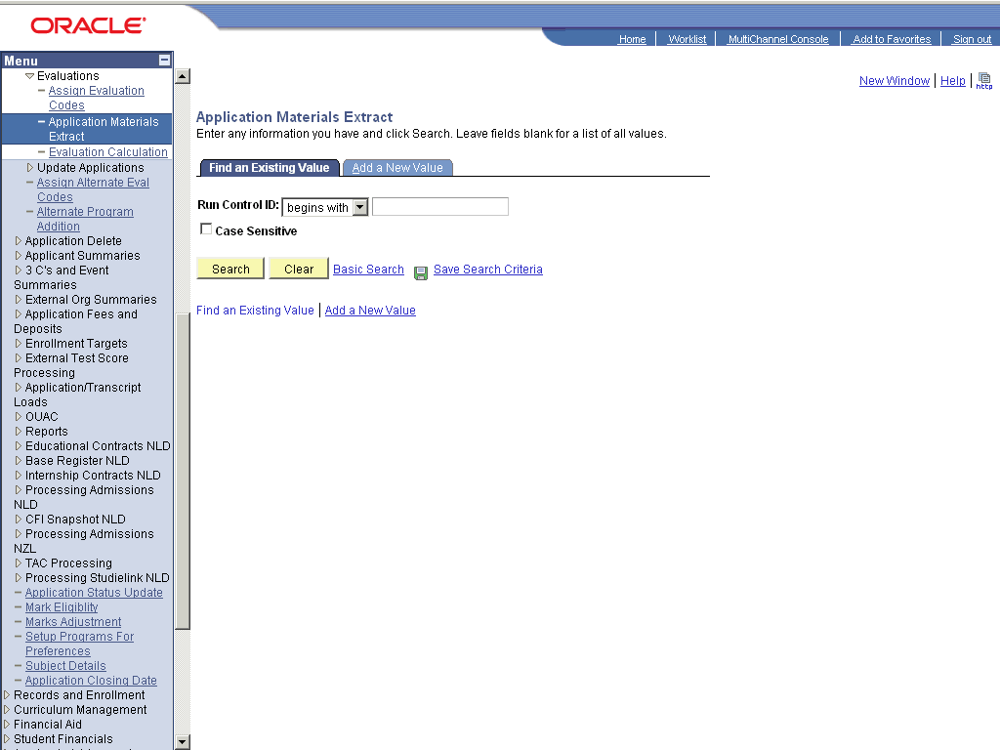 ORACLE
Home
Worklist
MultiChannel Console
Add to Favorites
Sign out
Menu
Evaluations
Assign Evaluation
Codes
Application Materials
Extract
Evaluation Calculation
Update Applications
Assign Alternate Eval
Codes
Alternate Program
Addition
Application Delete
Applicant Summaries
3 C's and Event
Summaries
External Org Summaries
Application Fees and
Deposits
Enrollment Targets
External Test Score
Processing
Application/Transcript
Loads
OUAC
Reports
Educational Contracts NLD
Base Register NLD
Internship Contracts NLD
Processing Admissions
NLD
CFI Snapshot NLD
Processing Admissions
NZL
TAC Processing
Processing Studielink NLD
Application Status Update
Mark Eligiblity
Marks Adjustment
Setup Programs For
Preferences
Subject Details
Application Closing Date
Records and Enrollment
Curriculum Management
Financial Aid
Student Financials
New Window | Help | http
Application Materials Extract
Enter any information you have and click Search. Leave fields blank for a list of all values.
Find an Existing Value
Add a New Value
Run Control ID: begins with
Case Sensitive
Search
Clear
Basic Search
Save Search Criteria
Find an Existing Value | Add a New Value